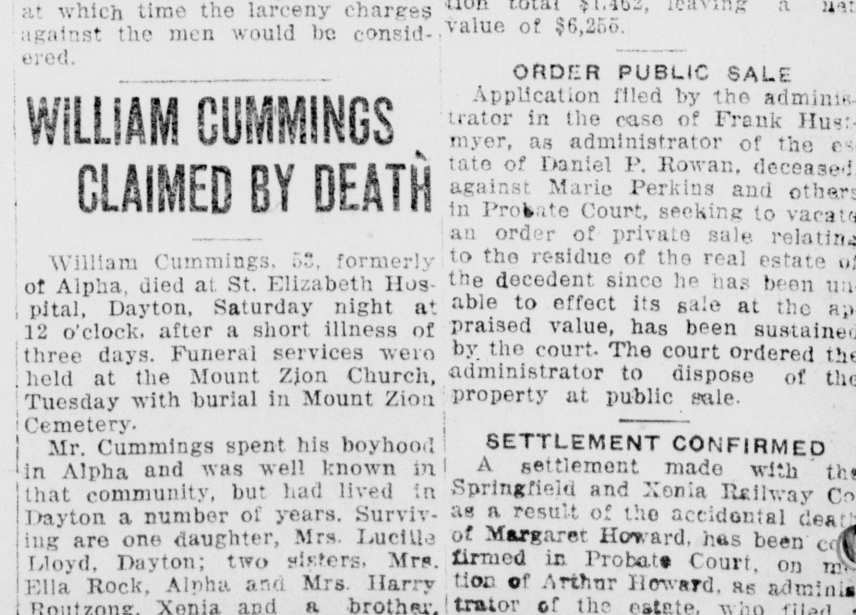 at which time the larceny charges
against the men would be consid-
ered.
WILLIAM CUMMINGS
CLAIMED BY DEATH
William Cummings, 53, formerly
of Alpha, died at St. Elizabeth Hos-
pital, Dayton, Saturday night at
12 o'clock, after a short illness of
three days. Funeral services were
held at the Mount Zion Church,
Tuesday with burial in Mount Zion
Cemetery.
Mr. Cummings spent his boyhood
in Alpha and was well known in
that community, but had lived in
Dayton a number of years. Surviv-
ing are one daughter, Mrs. Lucille
Lloyd, Dayton; two sisters, Mrs.
Ella Rock, Alpha and Mrs. Harry
Routzong, Xenia and a brother,
tion total $1,462, leaving a net
value of $6,255.
ORDER PUBLIC SALE
Application filed by the adminis-
trator in the case of Frank Hust-
myer, as administrator of the es-
tate of Daniel P. Rowan, deceased,
against Marie Perkins and others
in Probate Court, seeking to vacate
an order of private sale relating
to the residue of the real estate of
the decedent since he has been un-
able to effect its sale at the ap-
praised value, has been sustained
by the court. The court ordered the
administrator to dispose of the
property at public sale.
SETTLEMENT CONFIRMED
A settlement made with the
Springfield and Xenia Railway Co
as a result of the accidental death
of Margaret Howard, has been
firmed in Probate Court, on
tion of Arthur Howard, as adminis
trator of the estate, who filed